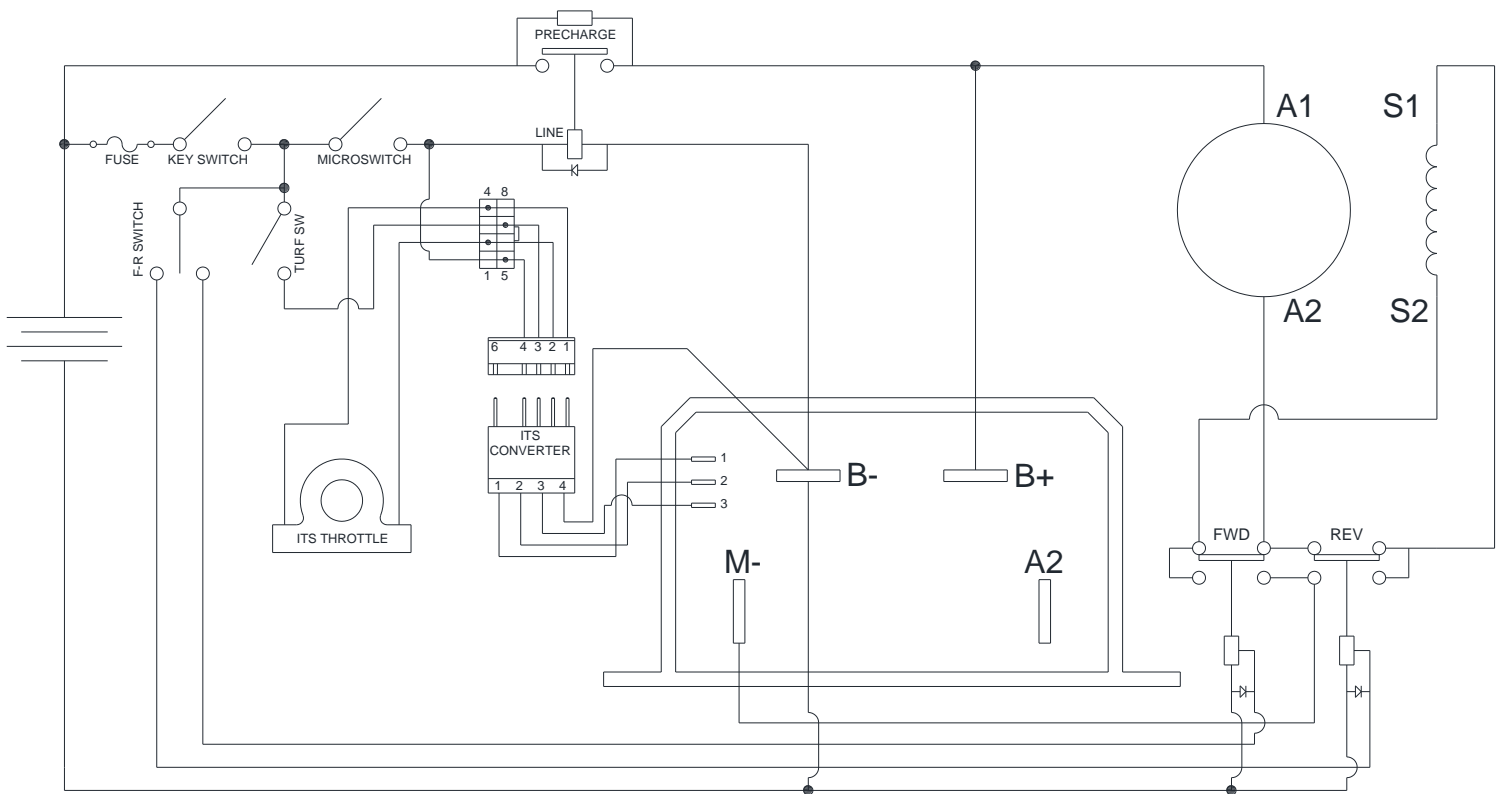 PRECHARGE
A1
S1
LINE
FUSE
KEY SWITCH
MICROSWITCH
4 8
F-R SWITCH
TURF SW
1 5
A2
S2
6 4 3 2 1
ITS
CONVERTER
1 2 3 4
1
2
3
B-
B+
ITS THROTTLE
FWD
REV
M-
A2